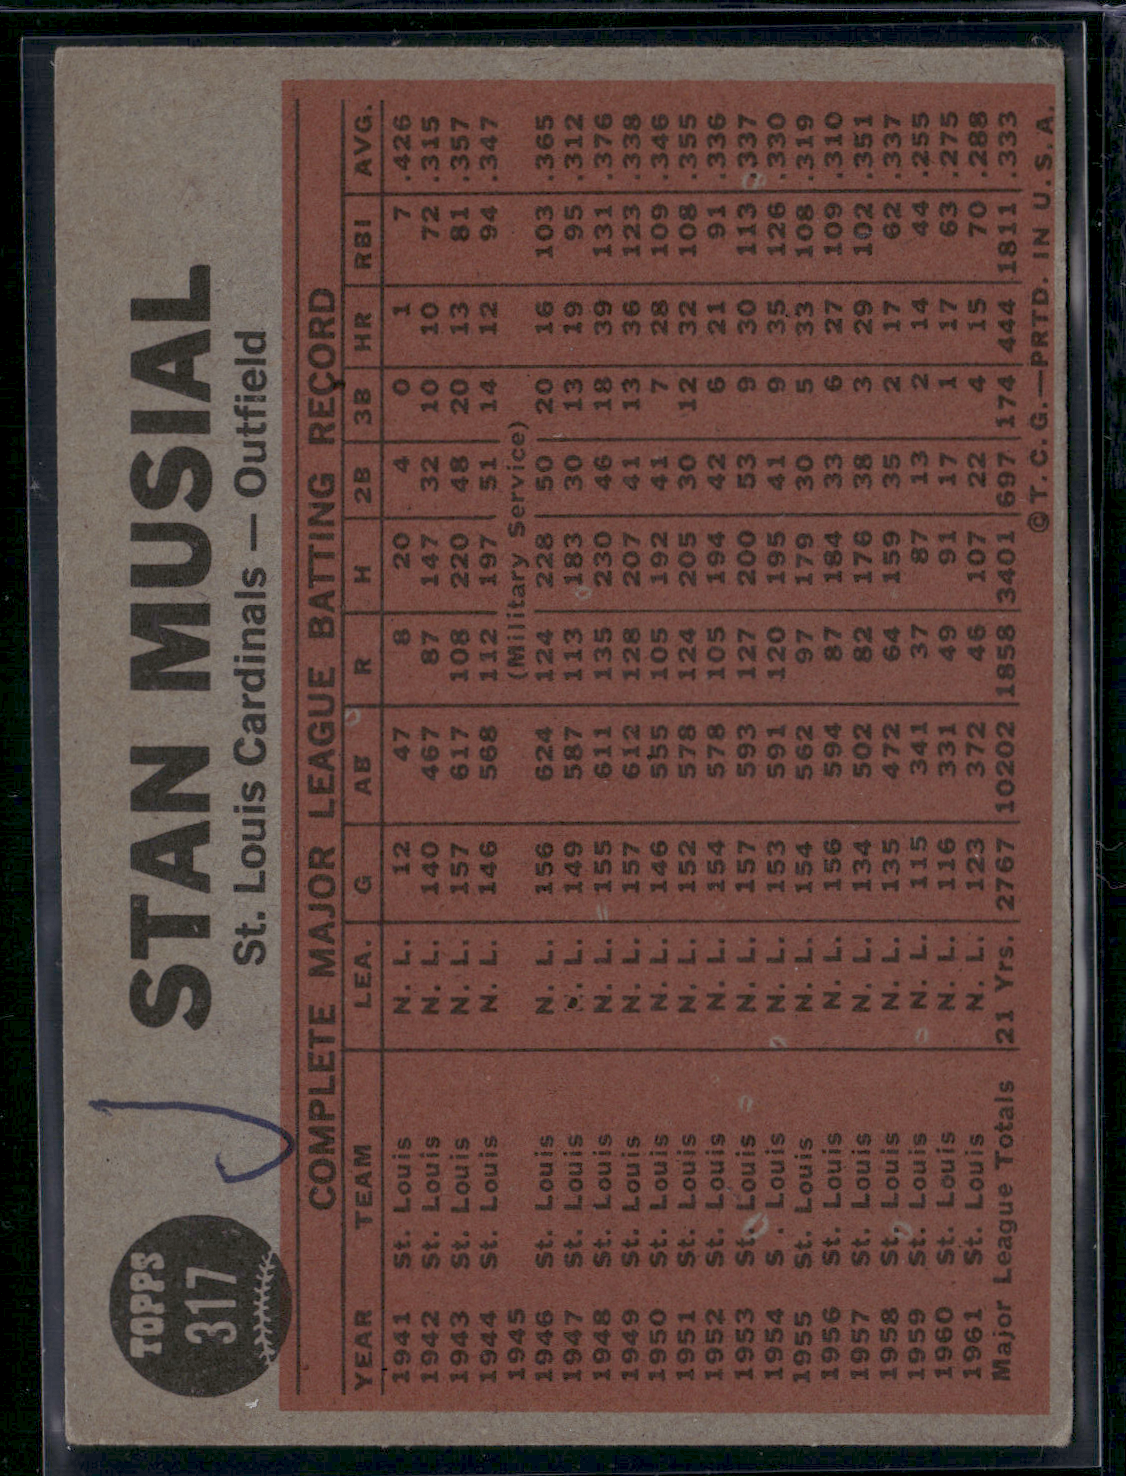 TOPPS
317
J
STAN MUSIAL
St. Louis Cardinals — Outfield
COMPLETE MAJOR LEAGUE BATTING RECORD
YEAR TEAM LEA. G AB R H 2B 3B HR RBI AVG.
1941 St. Louis N. L. 12 47 8 20 4 0 1 7 .426
1942 St. Louis N. L. 140 467 87 147 32 10 10 72 .315
1943 St. Louis N. L. 157 617 108 220 48 20 13 81 .357
1944 St. Louis N. L. 146 568 112 197 51 14 12 94 .347
1945 (Military Service)
1946 St. Louis N. L. 156 624 124 228 50 20 16 103 .365
1947 St. Louis N. L. 149 587 113 183 30 13 19 95 .312
1948 St. Louis N. L. 155 611 135 230 46 18 39 131 .376
1949 St. Louis N. L. 157 612 128 207 41 13 36 123 .338
1950 St. Louis N. L. 146 555 105 192 41 7 28 109 .346
1951 St. Louis N. L. 152 578 124 205 30 12 32 108 .355
1952 St. Louis N. L. 154 578 105 194 42 6 21 91 .336
1953 St. Louis N. L. 157 593 127 200 53 9 30 113 .337
1954 S . Louis N. L. 153 591 120 195 41 9 35 126 .330
1955 St. Louis N. L. 154 562 97 179 30 5 33 108 .319
1956 St. Louis N. L. 156 594 87 184 33 6 27 109 .310
1957 St. Louis N. L. 134 502 82 176 38 3 29 102 .351
1958 St. Louis N. L. 135 472 64 159 35 2 17 62 .337
1959 St. Louis N. L. 115 341 37 87 13 2 14 44 .255
1960 St. Louis N. L. 116 331 49 91 17 1 17 63 .275
1961 St. Louis N. L. 123 372 46 107 22 4 15 70 .288
Major League Totals 21 Yrs. 2767 10202 1858 3401 697 174 444 1811 .333
©T. C. G.—PRTD. IN U. S. A.